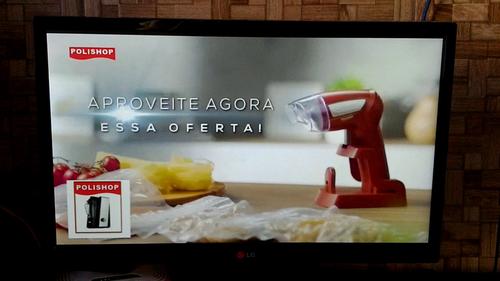 POLISHOP
APROVEITE AGORA
ESSA OFERTA!
POLISHOP
LG